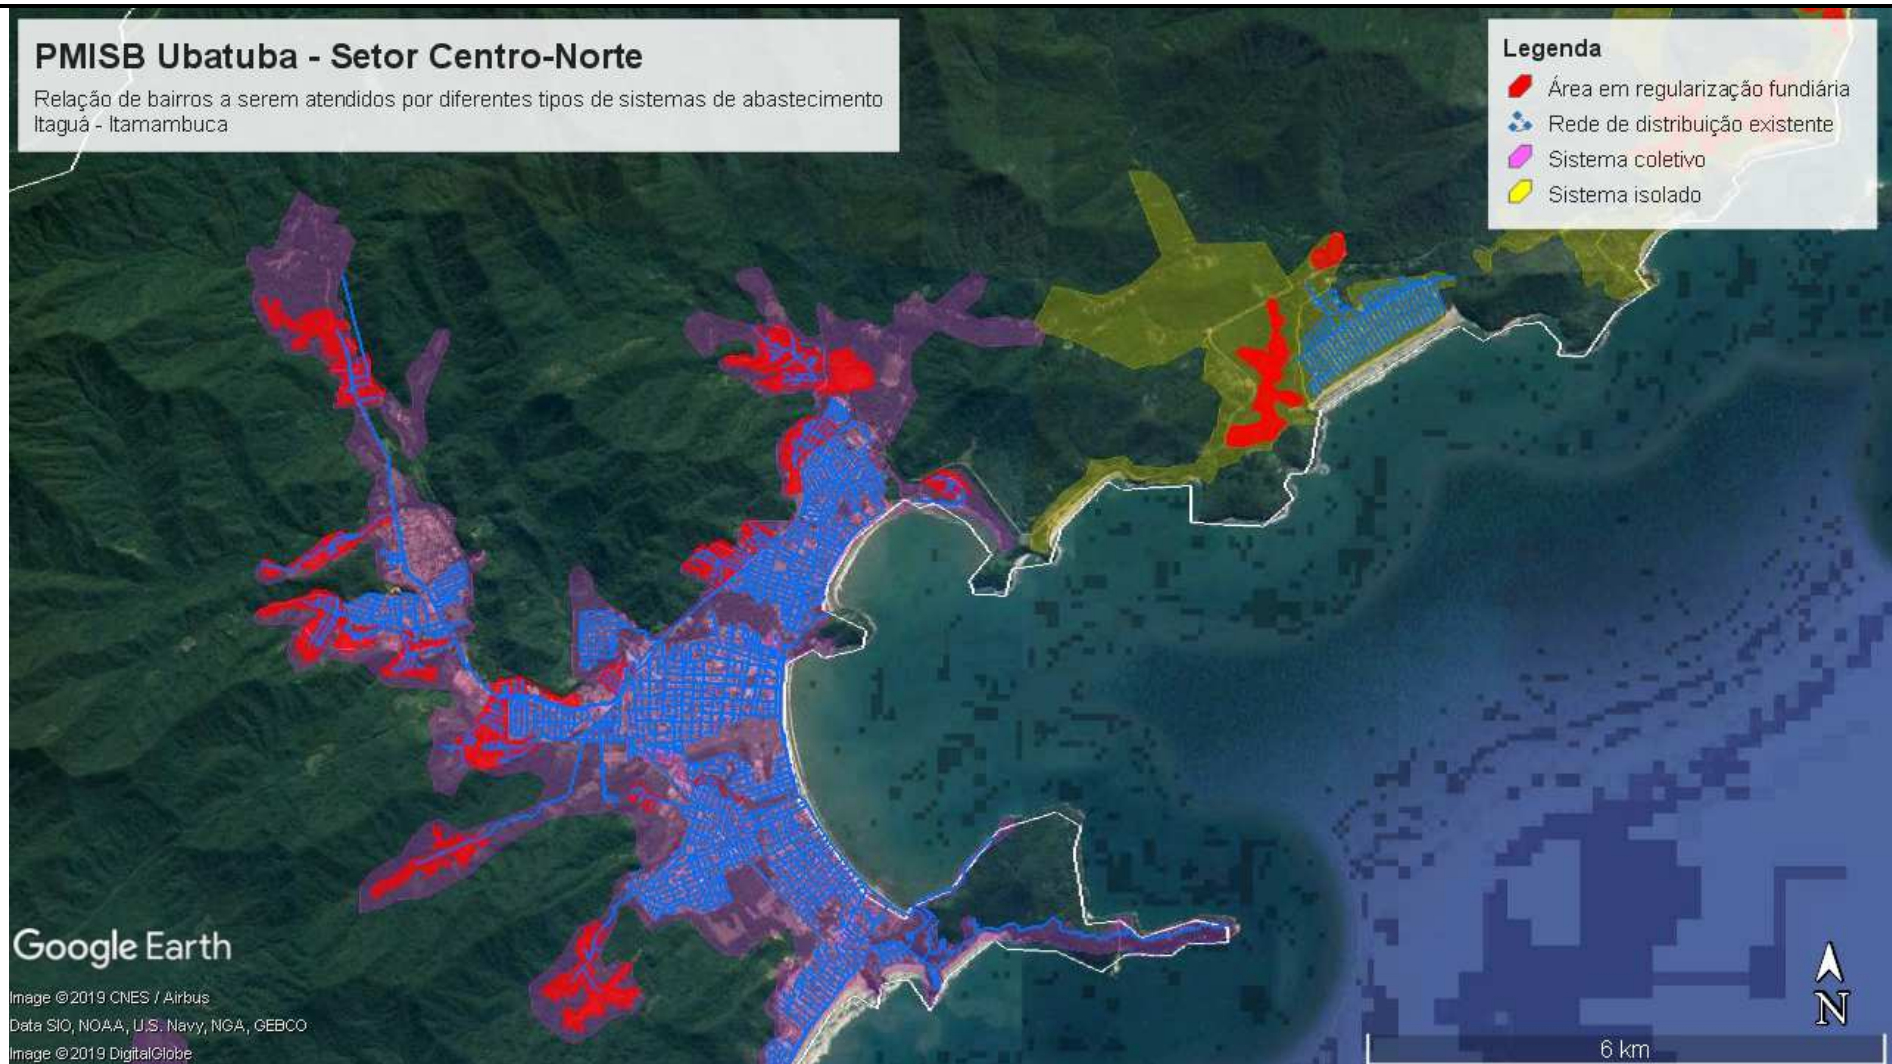 PMISB Ubatuba - Setor Centro-Norte
Relação de bairros a serem atendidos por diferentes tipos de sistemas de abastecimento
Itaguá - Itamambuca
Legenda
Área em regularização fundiária
Rede de distribuição existente
Sistema coletivo
Sistema isolado
Google Earth
Image ©2019 CNES / Airbus
Data SIO, NOAA, U.S. Navy, NGA, GEBCO
Image ©2019 DigitalGlobe
N
6 km